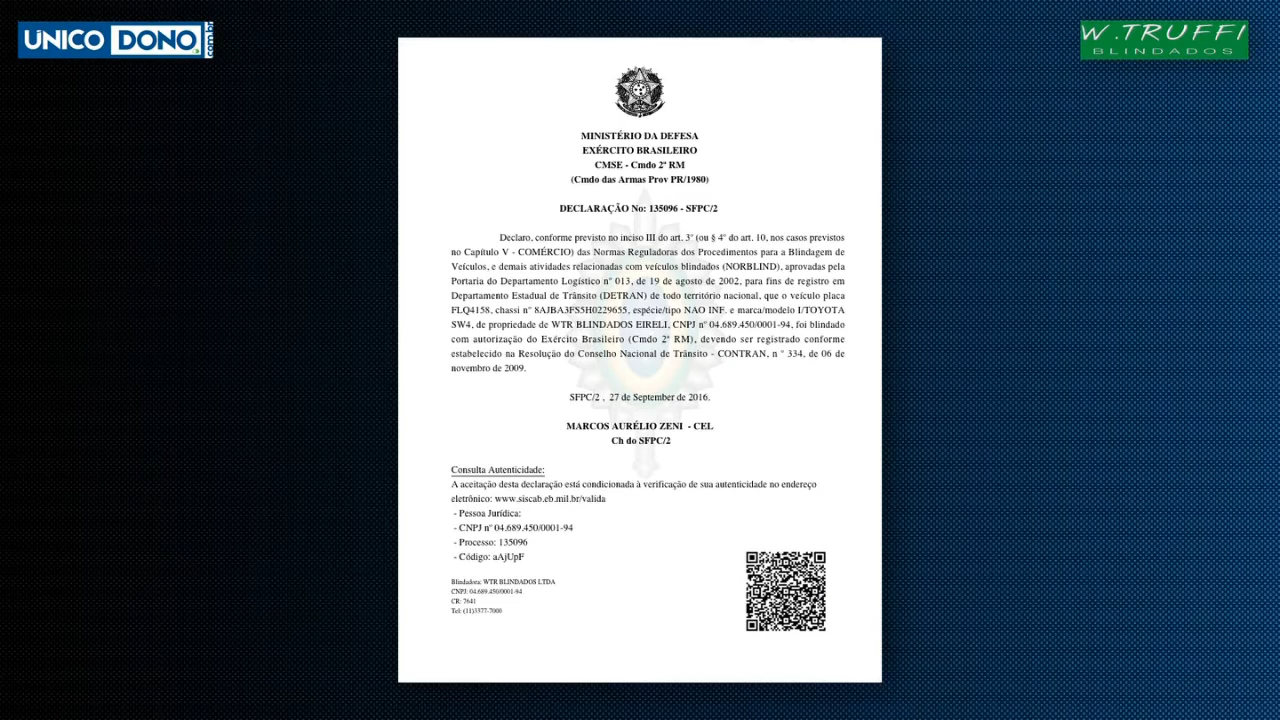 ÚNICO DONO.com.br
W.TRUFFI
BLINDADOS
MINISTÉRIO DA DEFESA
EXÉRCITO BRASILEIRO
CMSE - Cmdo 2ª RM
(Cmdo das Armas Prov PR/1980)
DECLARAÇÃO No: 135096 - SFPC/2
Declaro, conforme previsto no inciso III do art. 3º (ou § 4º do art. 10, nos casos previstos
no Capítulo V - COMÉRCIO) das Normas Reguladoras dos Procedimentos para a Blindagem de
Veículos, e demais atividades relacionadas com veículos blindados (NORBLIND), aprovadas pela
Portaria do Departamento Logístico nº 013, de 19 de agosto de 2002, para fins de registro em
Departamento Estadual de Trânsito (DETRAN) de todo território nacional, que o veículo placa
FLQ4158, chassi nº 8AJBA3FS5H0229655, espécie/tipo NAO INF. e marca/modelo I/TOYOTA
SW4, de propriedade de WTR BLINDADOS EIRELI, CNPJ nº 04.689.450/0001-94, foi blindado
com autorização do Exército Brasileiro (Cmdo 2ª RM), devendo ser registrado conforme
estabelecido na Resolução do Conselho Nacional de Trânsito - CONTRAN, n º 334, de 06 de
novembro de 2009.
SFPC/2 , 27 de September de 2016.
MARCOS AURÉLIO ZENI - CEL
Ch do SFPC/2
Consulta Autenticidade:
A aceitação desta declaração está condicionada à verificação de sua autenticidade no endereço
eletrônico: www.siscab.eb.mil.br/valida
- Pessoa Jurídica:
- CNPJ nº 04.689.450/0001-94
- Processo: 135096
- Código: aAjUpF
Blindadora: WTR BLINDADOS LTDA
CNPJ: 04.689.450/0001-94
CR: 7641
Tel: (11)3377-7000